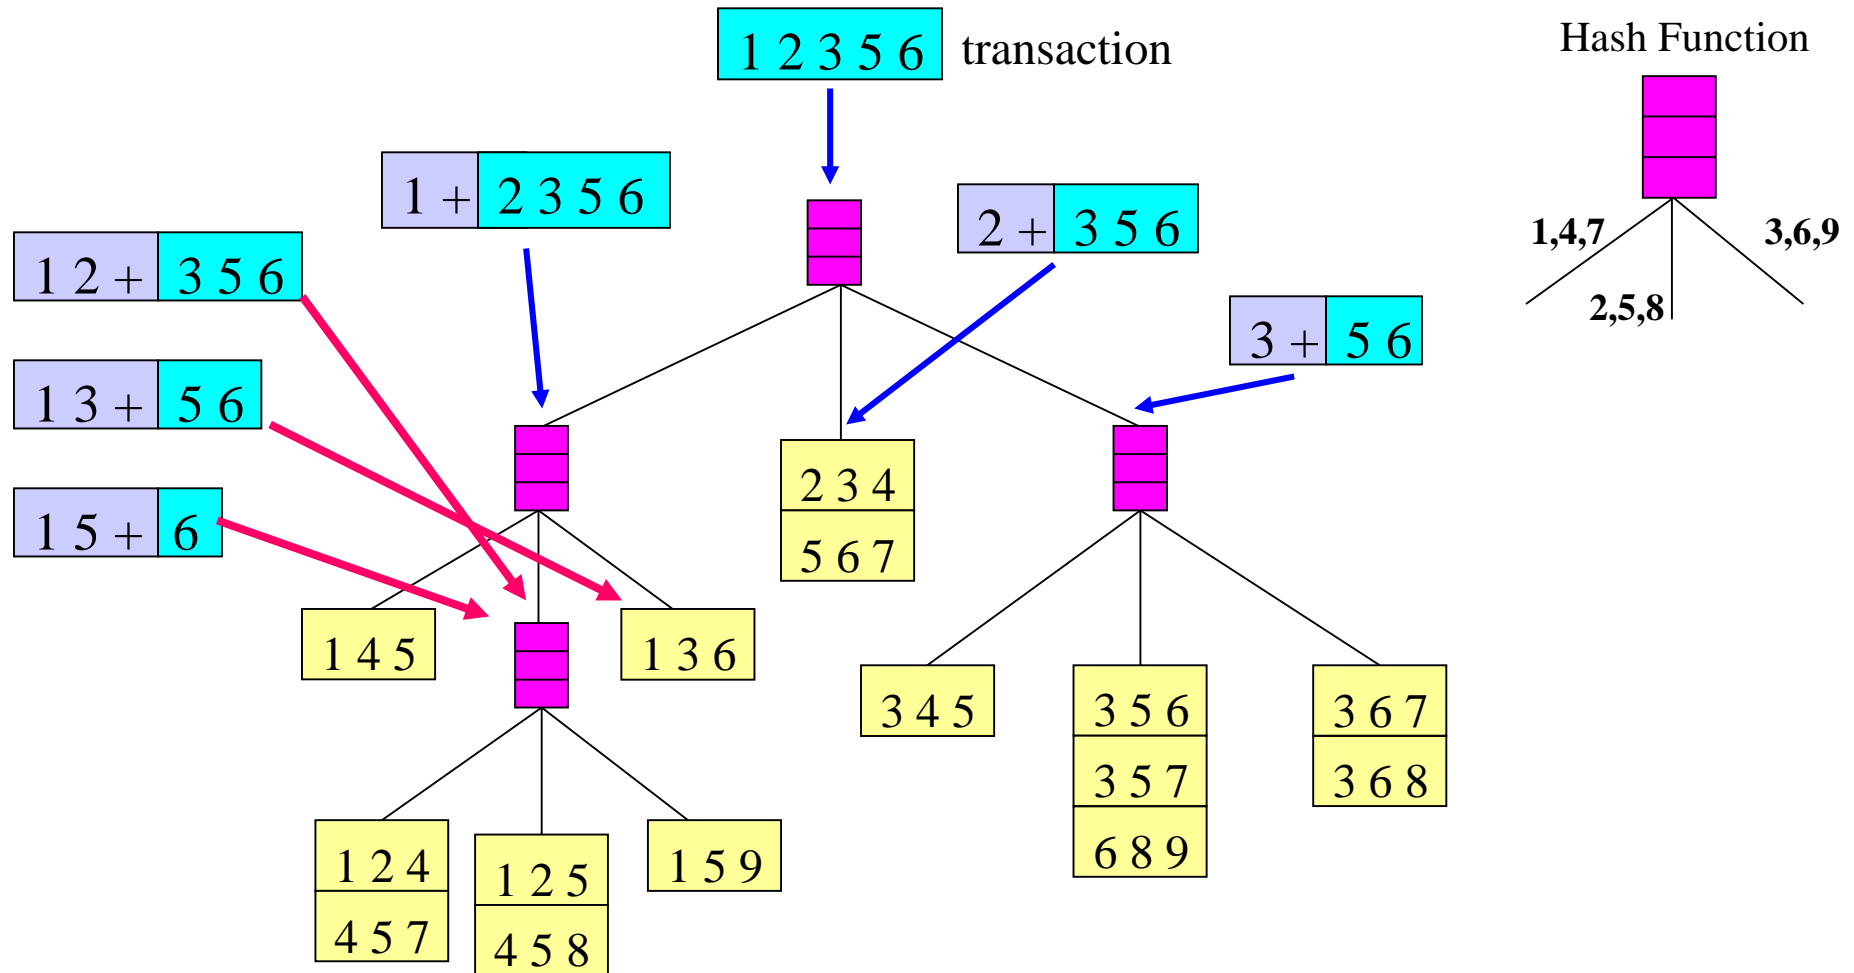 1 2 3 5 6 transaction
Hash Function
1 + 2 3 5 6
2 + 3 5 6
1,4,7
3,6,9
2,5,8
1 2 + 3 5 6
3 + 5 6
1 3 + 5 6
1 5 + 6
2 3 4
5 6 7
1 4 5
1 3 6
3 4 5
3 5 6
3 5 7
6 8 9
3 6 7
3 6 8
1 2 4
4 5 7
1 2 5
4 5 8
1 5 9